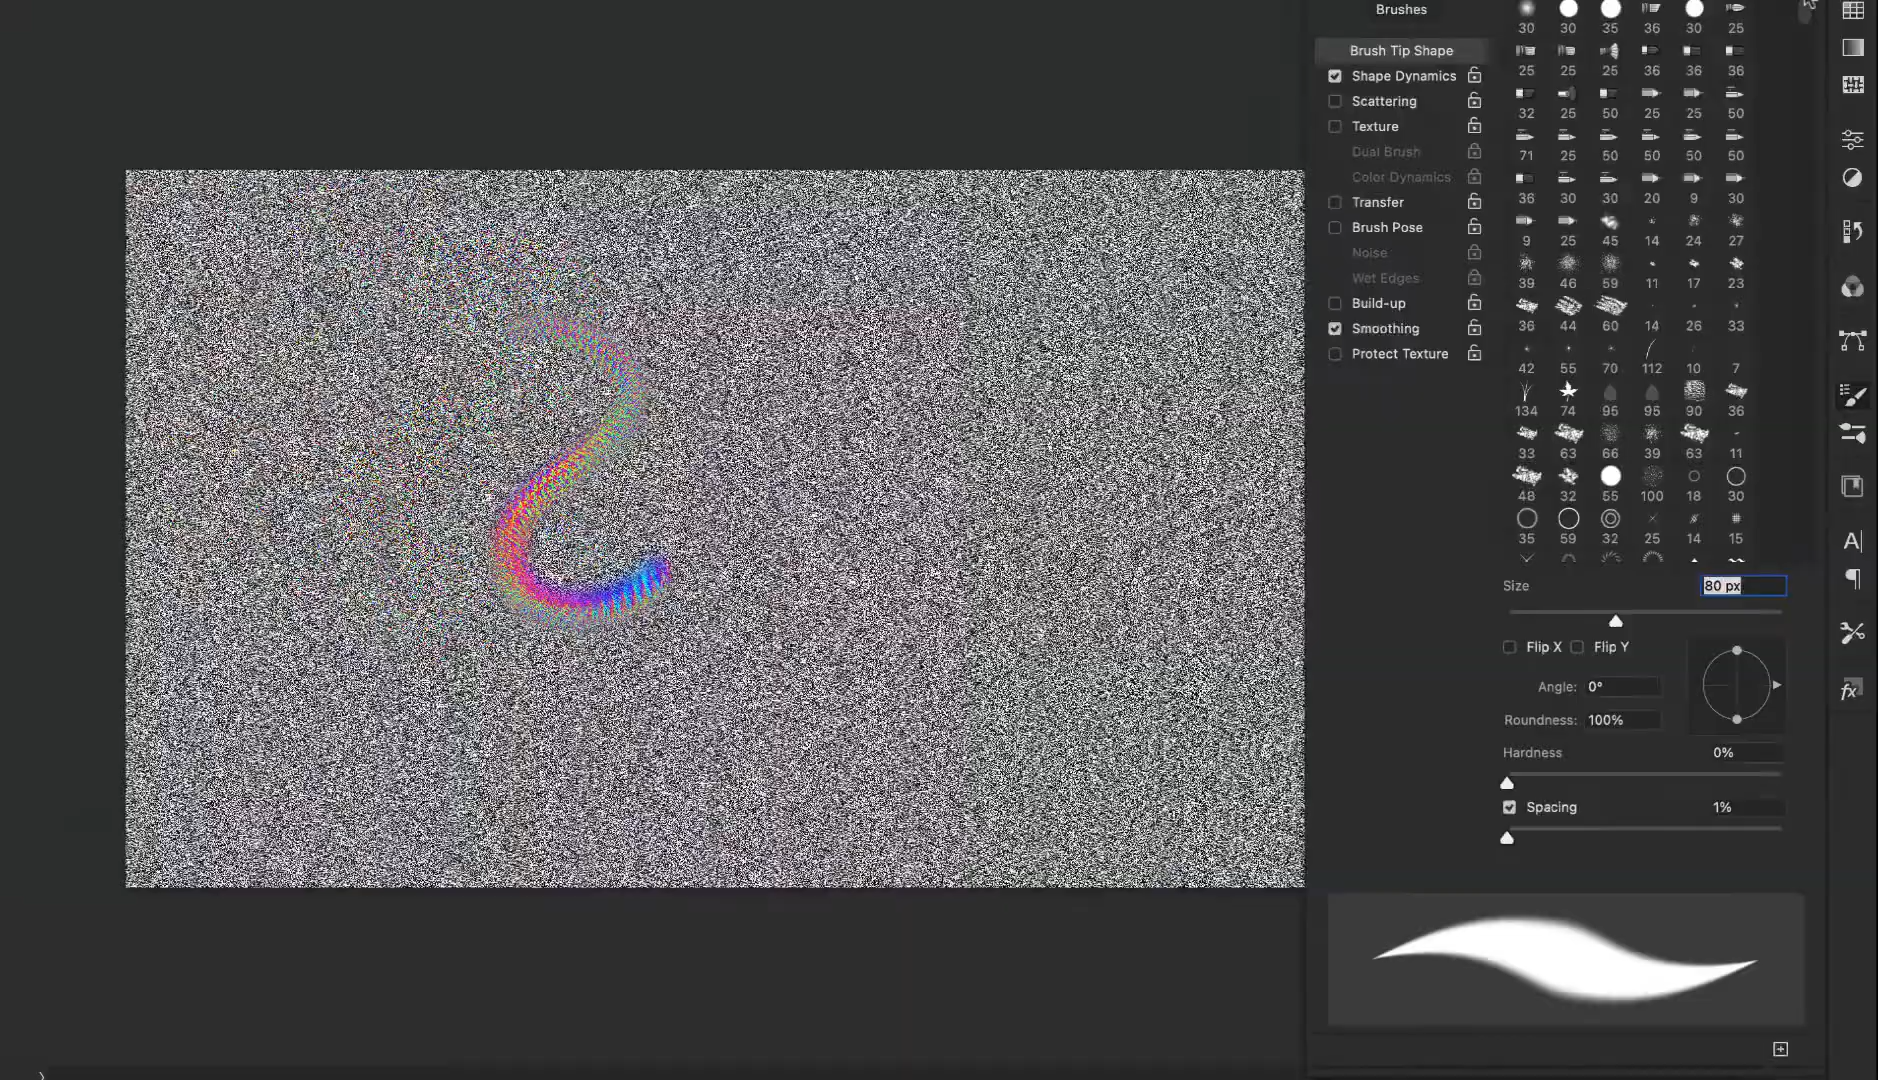 Brushes
30 30 35 36 30 25
Brush Tip Shape
25 25 25 36 36 36
Shape Dynamics
Scattering
32 25 50 25 25 50
Texture
Dual Brush
71 25 50 50 50 50
Color Dynamics
Transfer
36 30 30 20 9 30
Brush Pose
9 25 45 14 24 27
Noise
Wet Edges
39 46 59 11 17 23
Build-up
Smoothing
36 44 60 14 26 33
Protect Texture
42 55 70 112 10 7
134 74 95 95 90 36
33 63 66 39 63 11
48 32 55 100 18 30
35 59 32 25 14 15
Size 80 px
Flip X Flip Y
Angle: 0°
Roundness: 100%
Hardness 0%
Spacing 1%